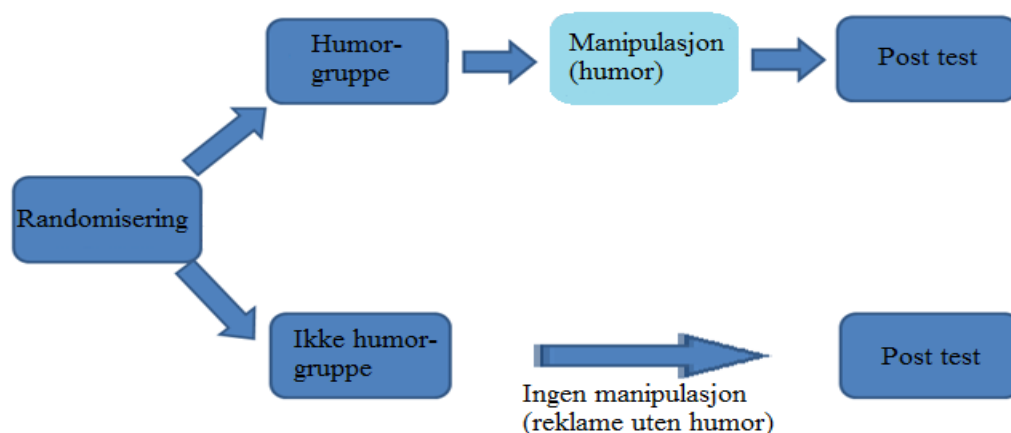 Humor-
gruppe
Manipulasjon
(humor)
Post test
Randomisering
Ikke humor-
gruppe
Ingen manipulasjon
(reklame uten humor)
Post test